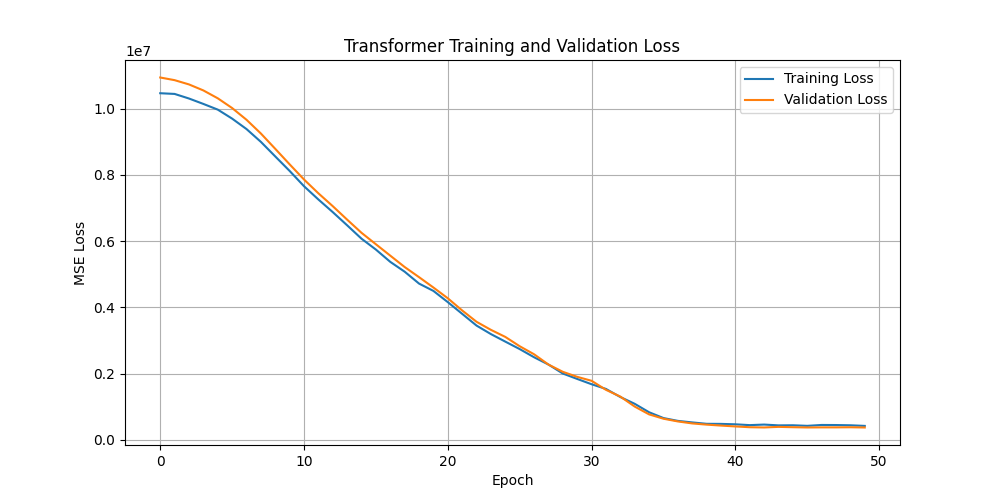 Transformer Training and Validation Loss
1e7
Training Loss
Validation Loss
1.0
0.8
0.6
0.4
0.2
0.0
MSE Loss
0 10 20 30 40 50
Epoch